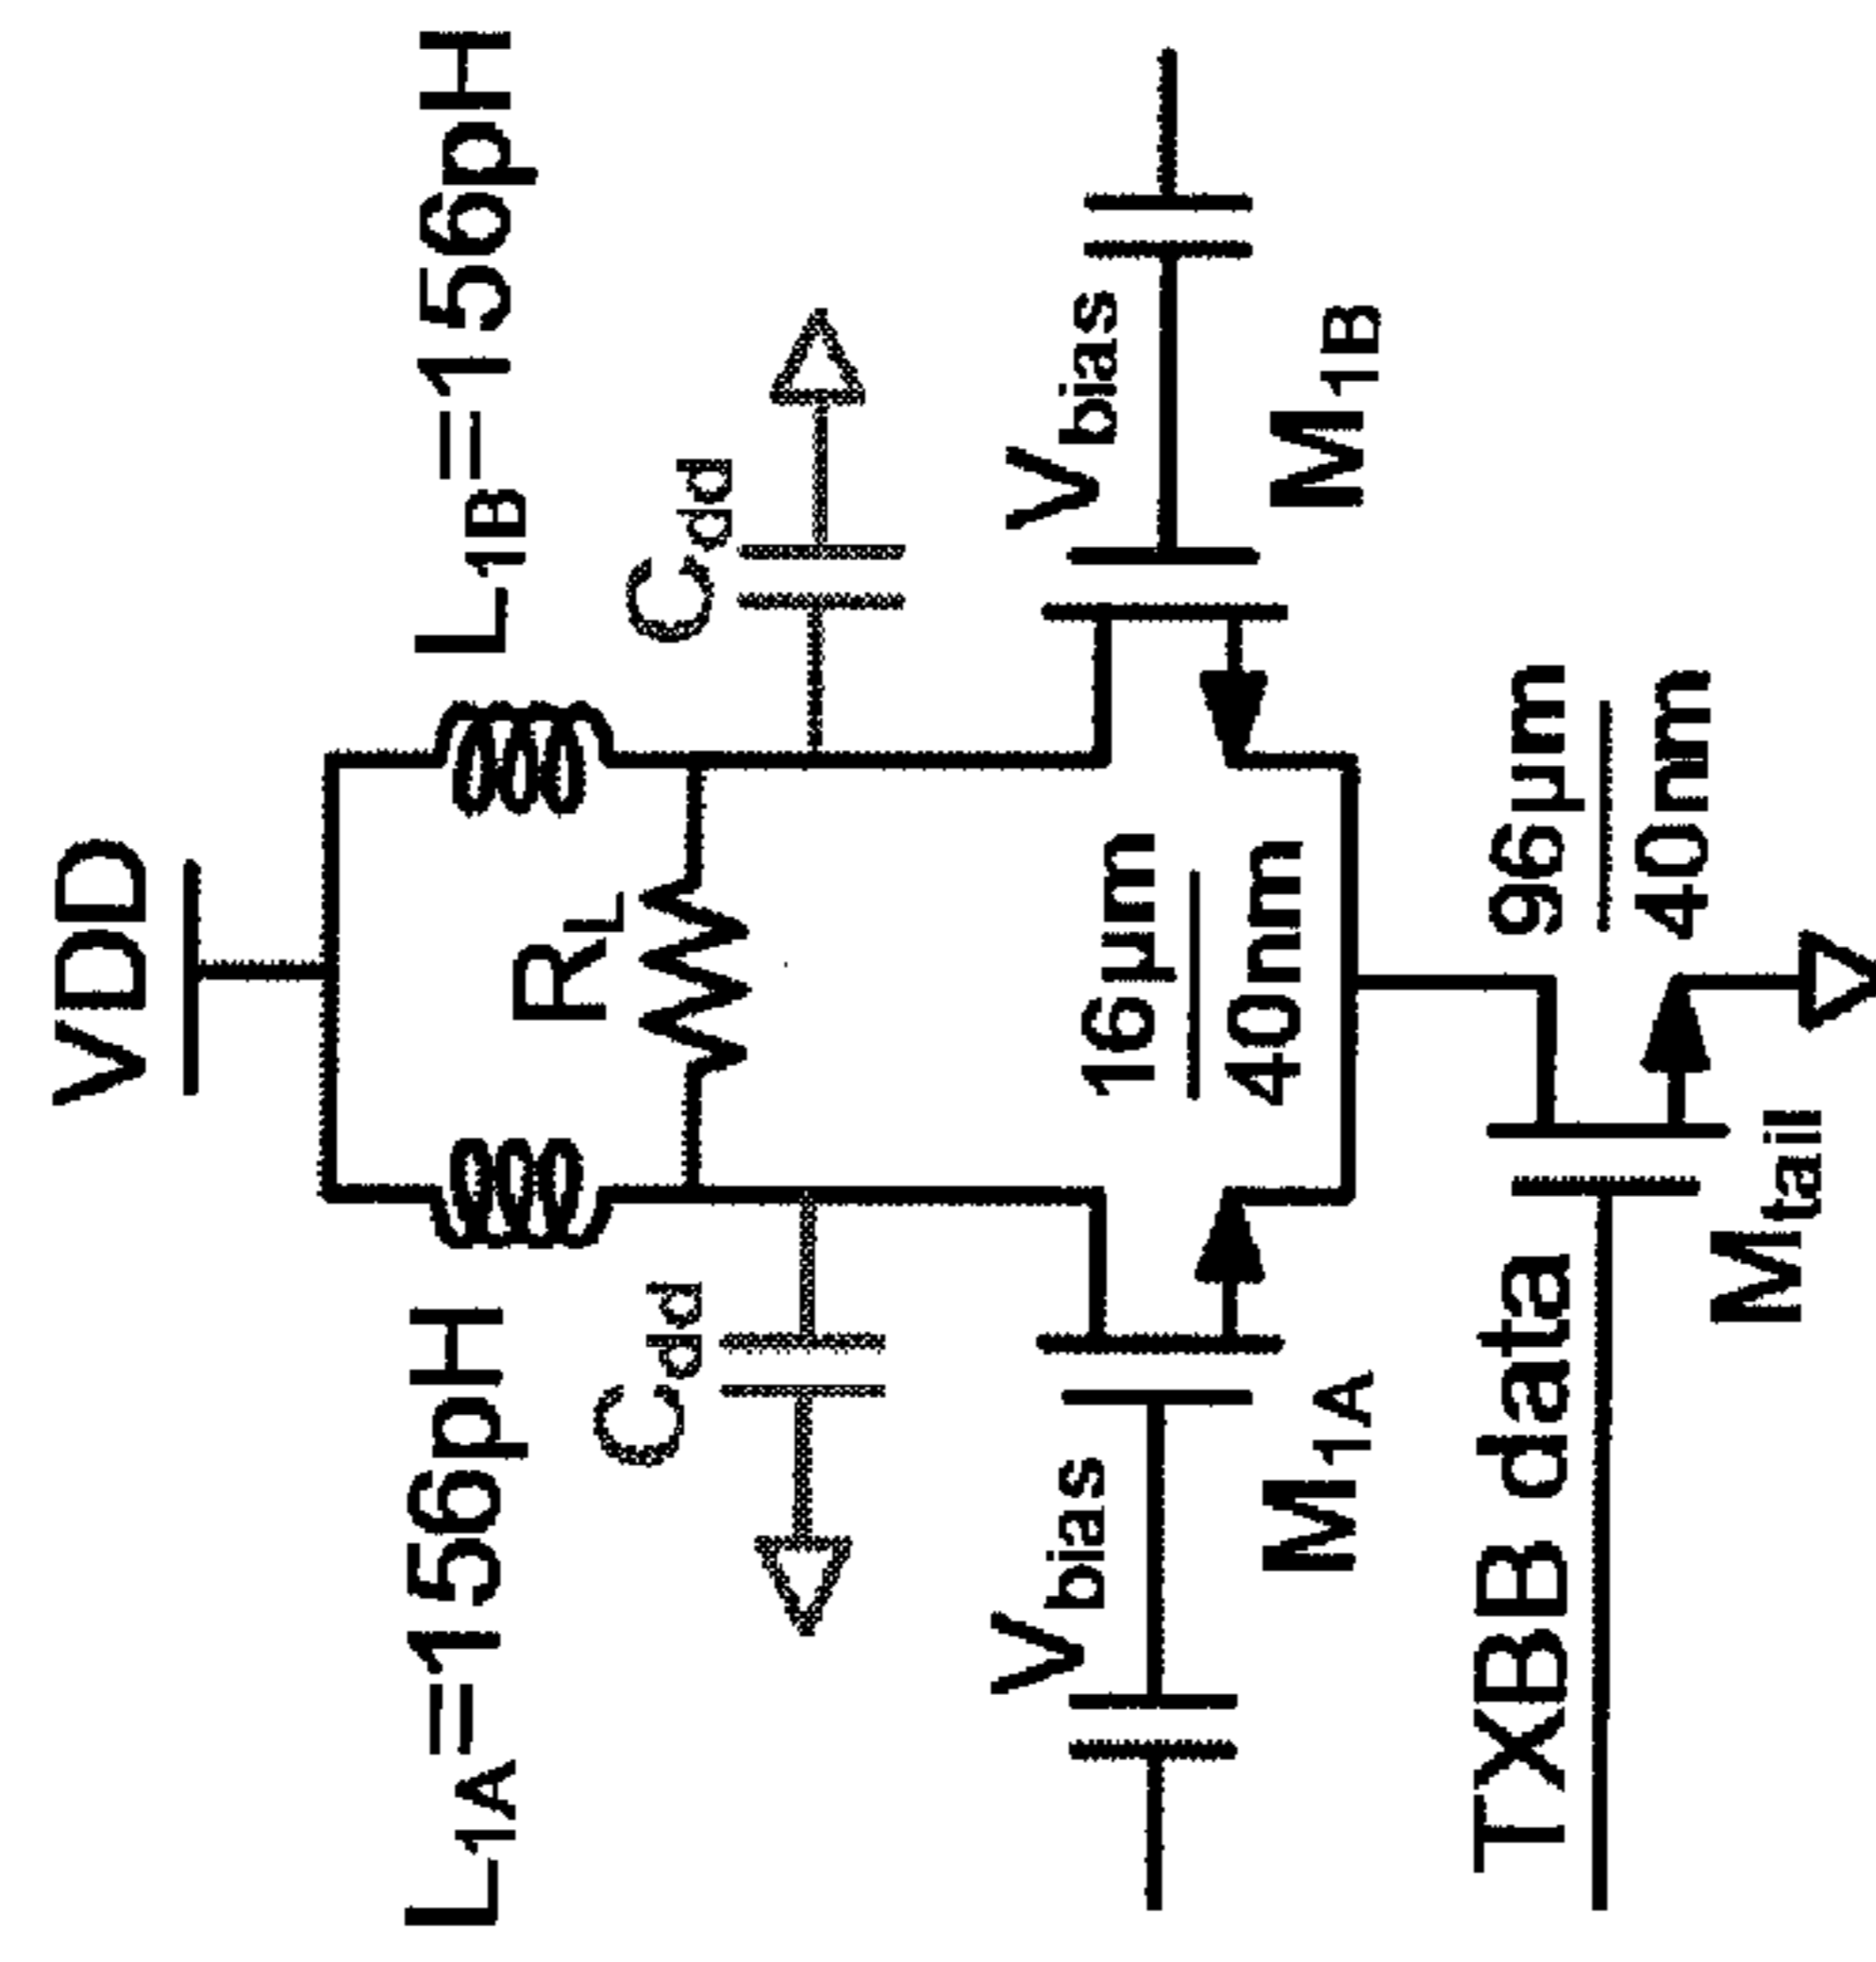 VDD
L1A=156pH
L1B=156pH
RL
Cdd
Cdd
Vbias
Vbias
16μm
40nm
M1A
M1B
TXBB data
96μm
40nm
Mtail